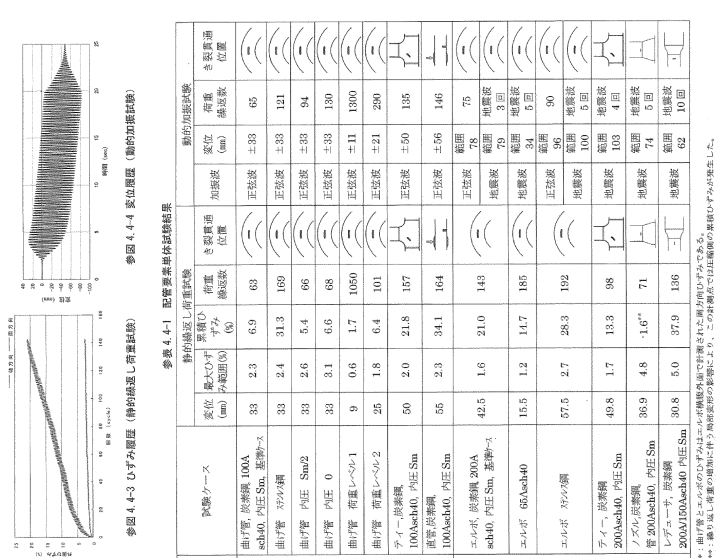 軸方向 周方向
参図 4.4-3 ひずみ履歴(静的繰返し荷重試験)
変位 (mm)
時間 (sec)
参図 4.4-4 変位履歴(動的加振試験)
参表 4.4-1 配管要素単体試験結果
試験ケース 静的繰返し荷重試験 動的加振試験
変位 (mm) 最大ひずみ範囲(%) 累積ひずみ (%) 荷重繰返数 き裂貫通位置 加振波 変位 (mm) 荷重繰返数 き裂貫通位置
曲げ管, 炭素鋼, 100A sch40, 内圧 Sm, 基準ケース 33 2.3 6.9 63 正弦波 ±33 65
曲げ管 ステンレス鋼 33 2.4 31.3 169 正弦波 ±33 121
曲げ管 内圧 Sm/2 33 2.6 5.4 66 正弦波 ±33 94
曲げ管 内圧 0 33 3.1 6.6 68 正弦波 ±33 130
曲げ管 荷重レベル 1 9 0.6 1.7 1050 正弦波 ±11 1300
曲げ管 荷重レベル 2 25 1.8 6.4 101 正弦波 ±21 290
ティー, 炭素鋼, 100Asch40, 内圧 Sm 50 2.0 21.8 157 正弦波 ±50 135
直管, 炭素鋼, 100Asch40, 内圧 Sm 55 2.3 34.1 164 正弦波 ±56 146
エルボ, 炭素鋼, 200A sch40, 内圧 Sm, 基準ケース 42.5 1.6 21.0 143 正弦波 範囲 78 75
地震波 範囲 79 地震波 3 回
エルボ 65Asch40 15.5 1.2 14.7 185 地震波 範囲 34 地震波 5 回
エルボ ステンレス鋼 57.5 2.7 28.3 192 正弦波 範囲 96 90
地震波 範囲 100 地震波 5 回
ティー, 炭素鋼 200Asch40, 内圧 Sm 49.8 1.7 13.3 98 地震波 範囲 103 地震波 4 回
ノズル, 炭素鋼, 管 200Asch40, 内圧 Sm 36.9 4.8 -1.6** 71 地震波 範囲 74 地震波 5 回
レデューサ, 炭素鋼 200A/150Asch40 内圧 Sm 30.8 5.0 37.9 136 地震波 範囲 62 地震波 10 回
*:曲げ管とエルボのひずみはエルボ横腹外面で計測された周方向ひずみである。
**:繰り返し荷重の増加に伴う局部変形の影響により、この計測点では圧縮側の累積ひずみが発生した。